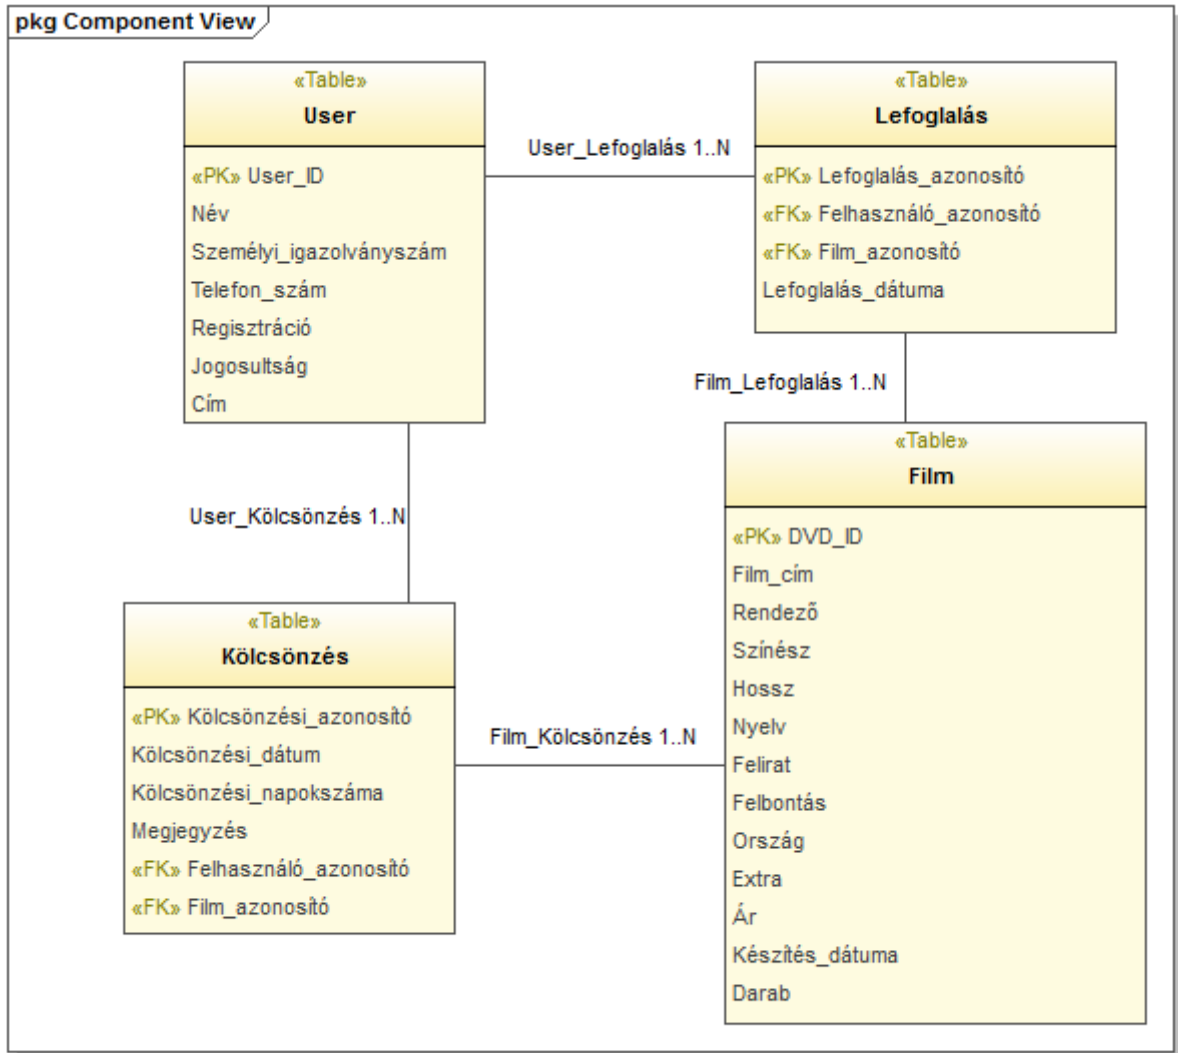 pkg Component View
«Table»
User
«PK» User_ID
Név
Személyi_igazolványszám
Telefon_szám
Regisztráció
Jogosultság
Cím
User_Lefoglalás 1..N
«Table»
Lefoglalás
«PK» Lefoglalás_azonosító
«FK» Felhasználó_azonosító
«FK» Film_azonosító
Lefoglalás_dátuma
Film_Lefoglalás 1..N
User_Kölcsönzés 1..N
«Table»
Film
«PK» DVD_ID
Film_cím
Rendező
Színész
Hossz
Nyelv
Felirat
Felbontás
Ország
Extra
Ár
Készítés_dátuma
Darab
«Table»
Kölcsönzés
«PK» Kölcsönzési_azonosító
Kölcsönzési_dátum
Kölcsönzési_napokszáma
Megjegyzés
«FK» Felhasználó_azonosító
«FK» Film_azonosító
Film_Kölcsönzés 1..N